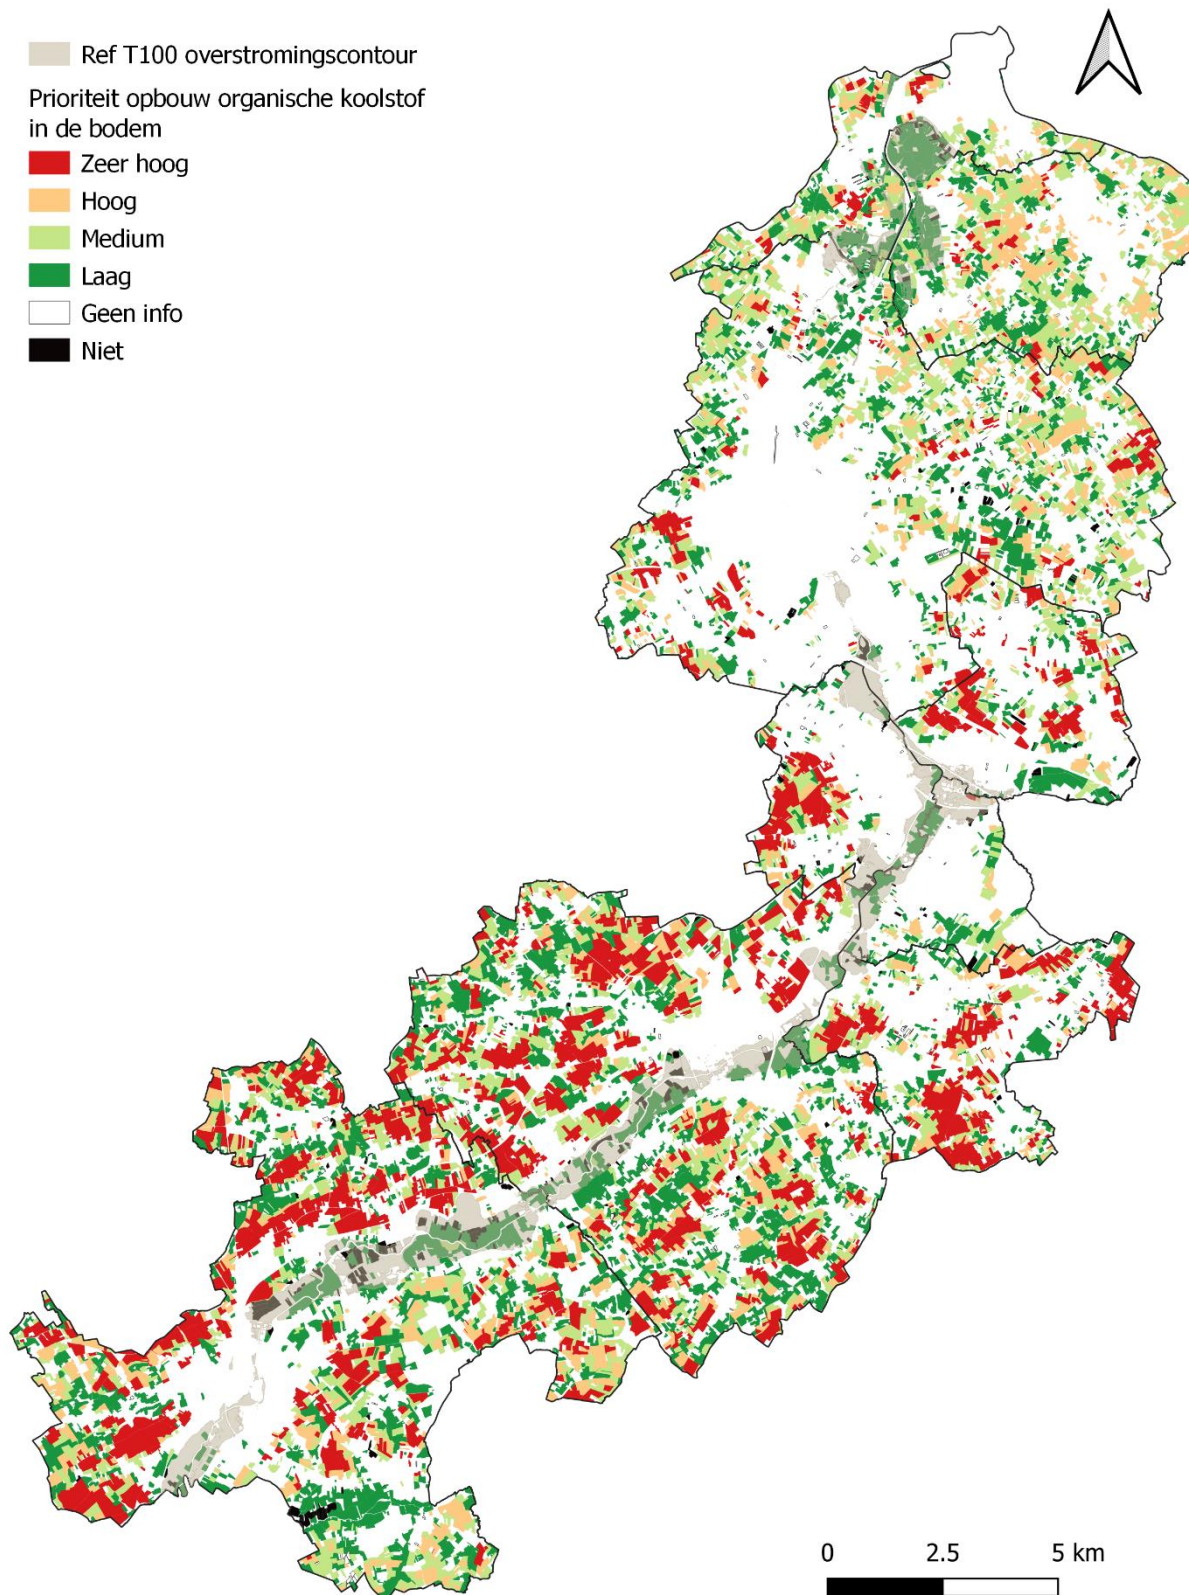 Ref T100 overstromingscontour
Prioriteit opbouw organische koolstof
in de bodem
Zeer hoog
Hoog
Medium
Laag
Geen info
Niet
0 2.5 5 km